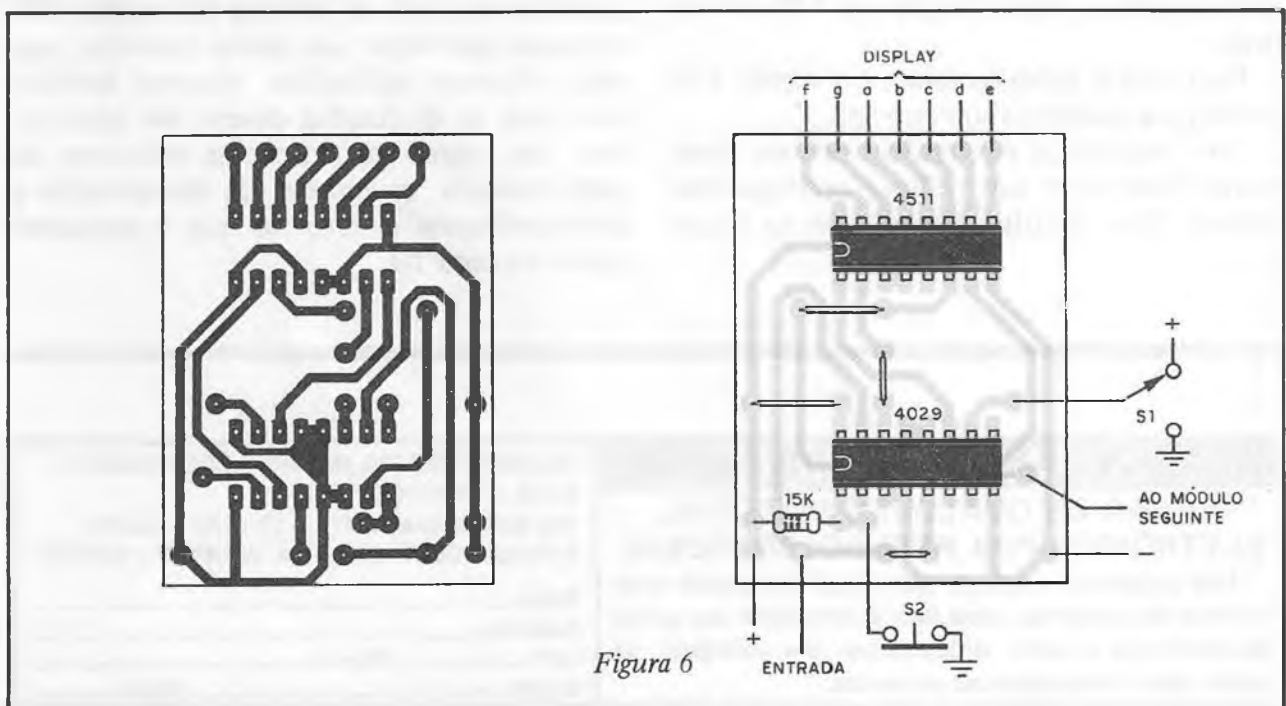 DISPLAY
f g a b c d e
4511
4029
+
S1
15K
AO MÓDULO
SEGUINTE
S2
+
ENTRADA
Figura 6